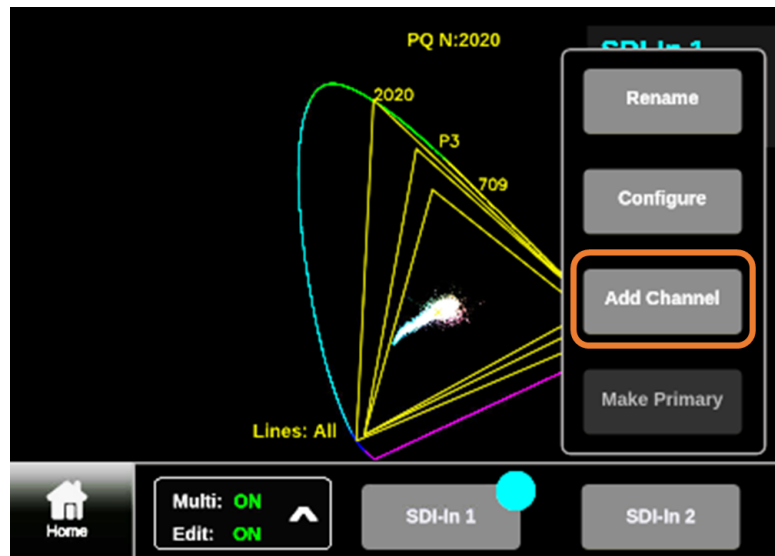 PQ N:2020
SDI-In 1
Rename
2020
P3
709
Configure
Add Channel
Make Primary
Lines: All
Home
Multi: ON
Edit: ON
SDI-In 1
SDI-In 2